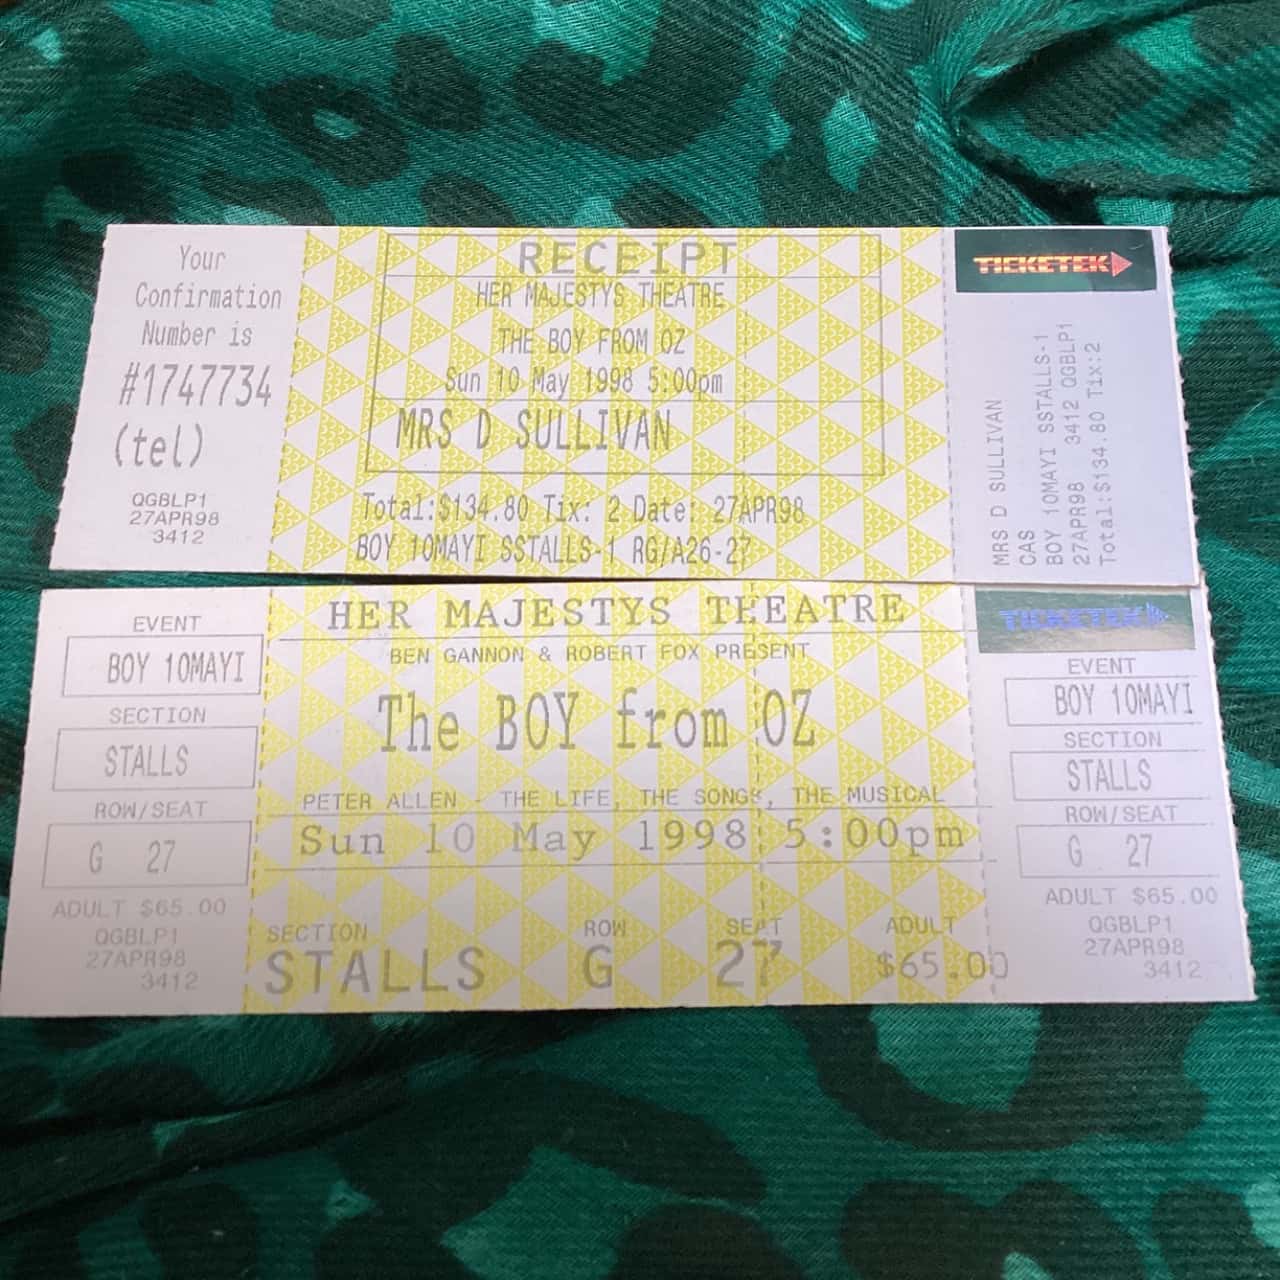 Your
Confirmation
Number is
#1747734
(tel)
QGBLP1
27APR98
3412
RECEIPT
HER MAJESTYS THEATRE
THE BOY FROM OZ
Sun 10 May 1998 5:00pm
MRS D SULLIVAN
Total:$134.80 Tix: 2 Date: 27APR98
BOY 10MAYI SSTALLS-1 RG/A26-27
TICKETEK
MRS D SULLIVAN
CAS
BOY 10MAYI SSTALLS-1
27APR98 3412 QGBLP1
Total:$134.80 Tix:2
EVENT
BOY 10MAYI
SECTION
STALLS
ROW/SEAT
G 27
ADULT $65.00
QGBLP1
27APR98
3412
HER MAJESTYS THEATRE
BEN GANNON & ROBERT FOX PRESENT
The BOY from OZ
PETER ALLEN - THE LIFE, THE SONGS, THE MUSICAL
Sun 10 May 1998 5:00pm
SECTION ROW SEAT ADULT
STALLS G 27 $65.00
TICKETEK
EVENT
BOY 10MAYI
SECTION
STALLS
ROW/SEAT
G 27
ADULT $65.00
QGBLP1
27APR98
3412